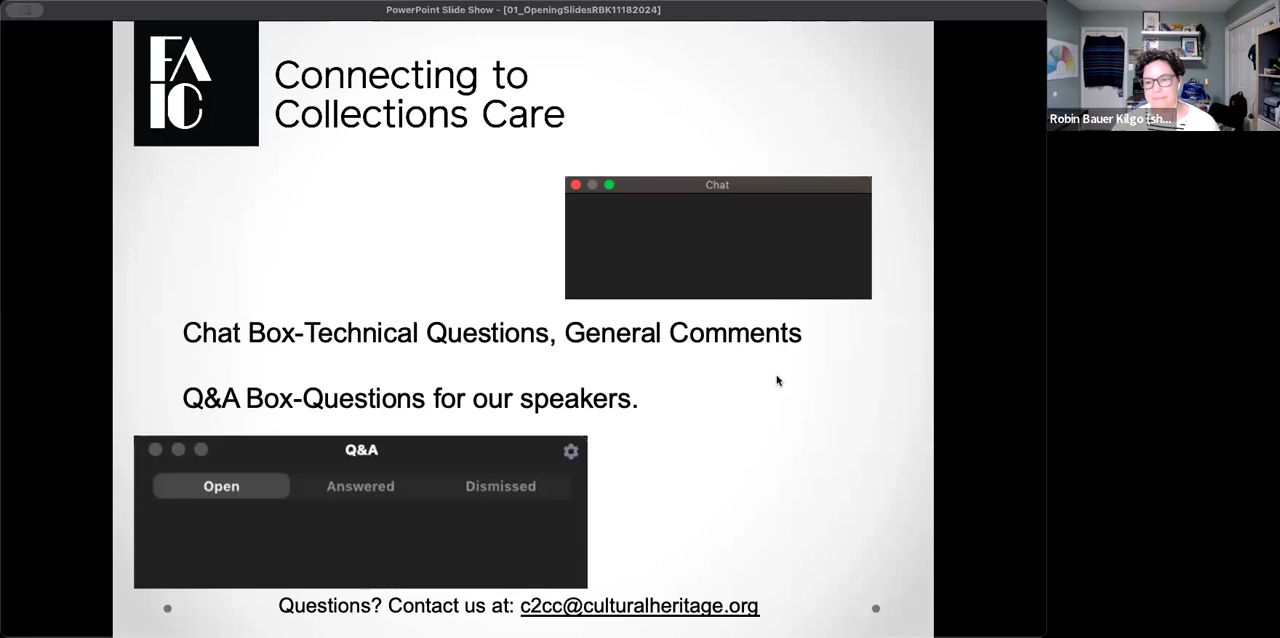 PowerPoint Slide Show - [01_OpeningSlidesRBK11182024]
FA
IC
Connecting to
Collections Care
Robin Bauer Kilgo (sh...
Chat
Chat Box-Technical Questions, General Comments
Q&A Box-Questions for our speakers.
Q&A
Open Answered Dismissed
Questions? Contact us at: c2cc@culturalheritage.org